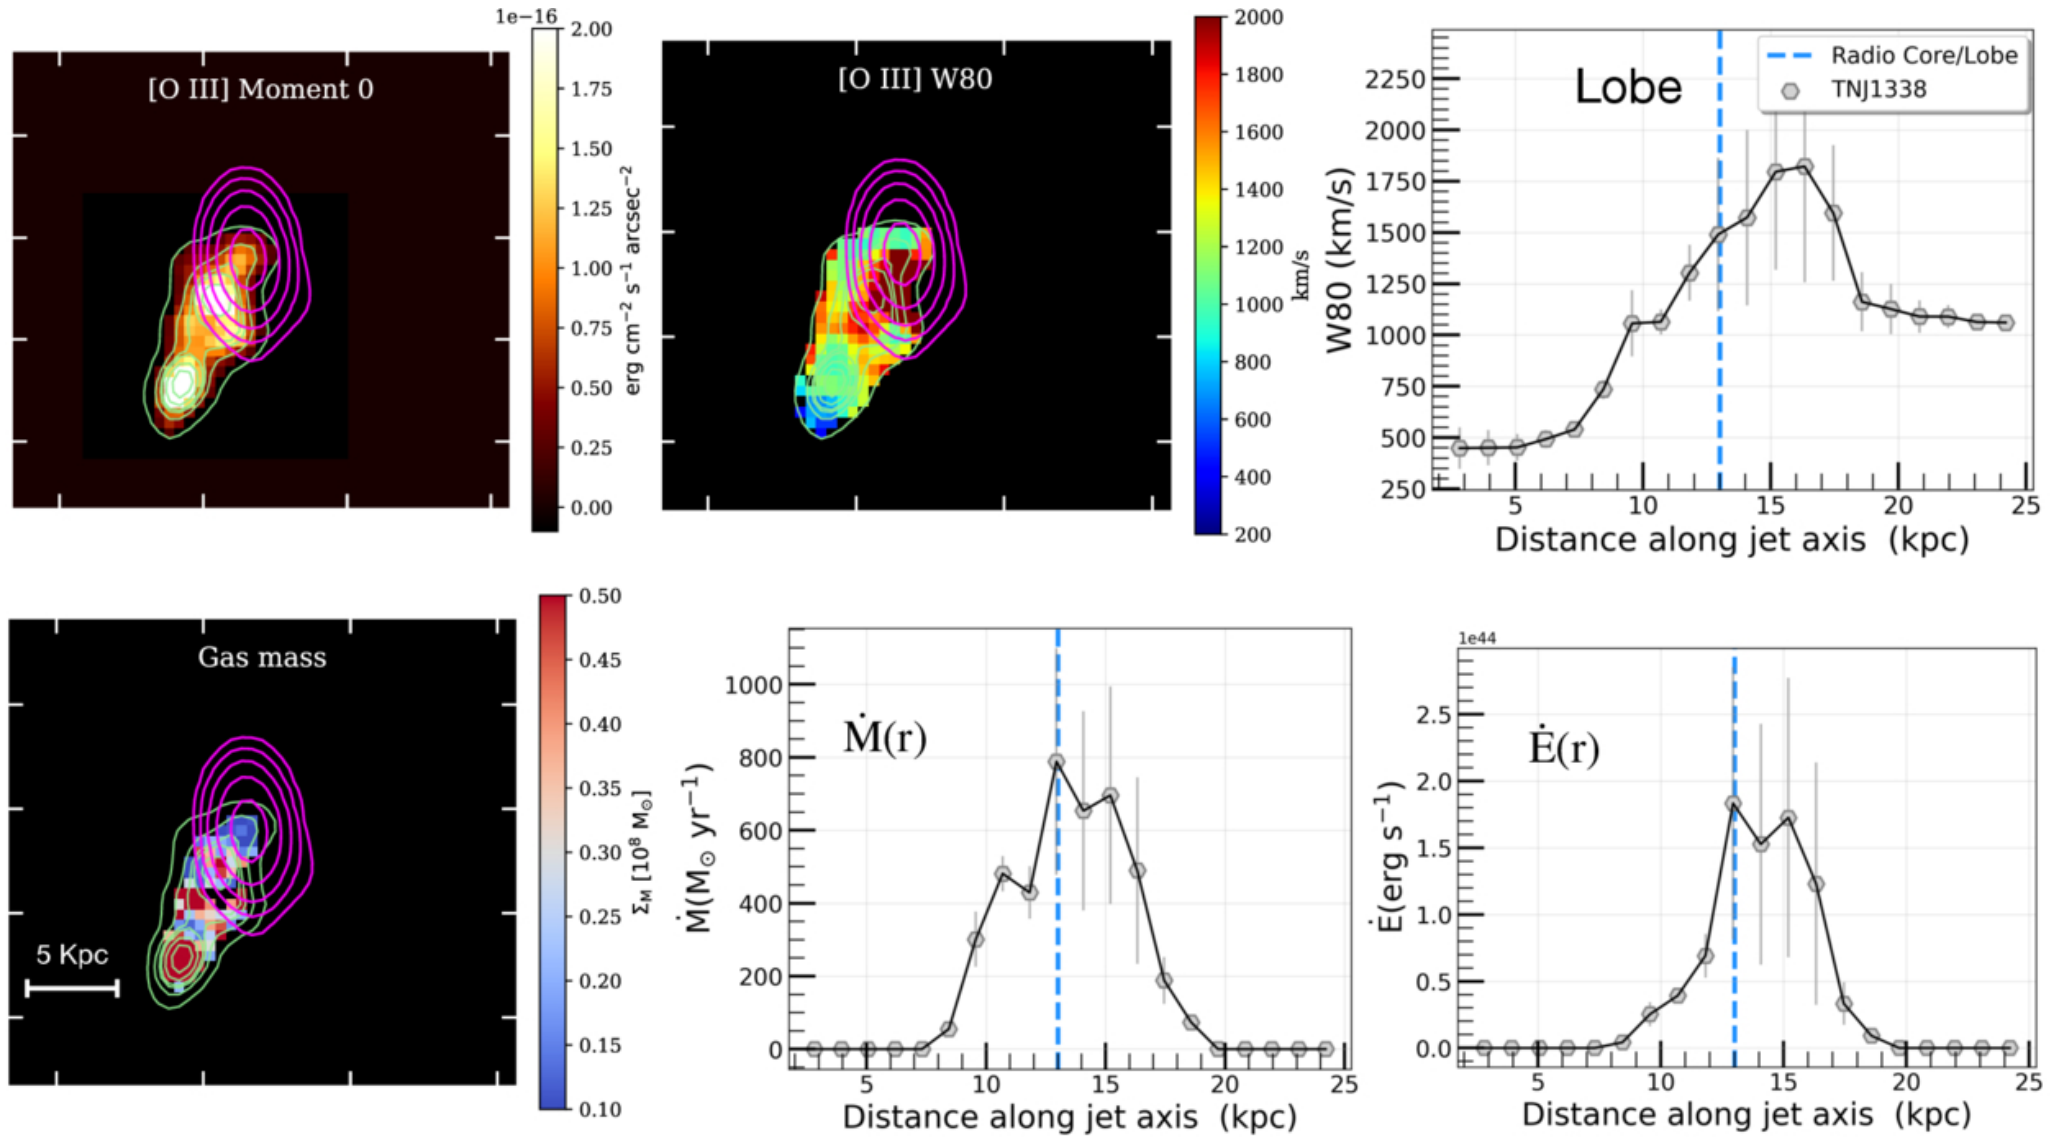 1e−16
[O III] Moment 0
2.00
1.75
1.50
1.25
1.00
0.75
0.50
0.25
0.00
erg cm−2 s−1 arcsec−2
[O III] W80
2000
1800
1600
1400
1200
1000
800
600
400
200
km/s
Lobe
Radio Core/Lobe
TNJ1338
2250
2000
1750
1500
1250
1000
750
500
250
W80 (km/s)
5 10 15 20 25
Distance along jet axis (kpc)
Gas mass
5 Kpc
0.50
0.45
0.40
0.35
0.30
0.25
0.20
0.15
0.10
ΣM [10⁸ M⊙]
Ṁ(r)
1000
800
600
400
200
0
Ṁ(M⊙ yr−1)
5 10 15 20 25
Distance along jet axis (kpc)
1e44
Ė(r)
2.5
2.0
1.5
1.0
0.5
0.0
Ė(erg s−1)
5 10 15 20 25
Distance along jet axis (kpc)